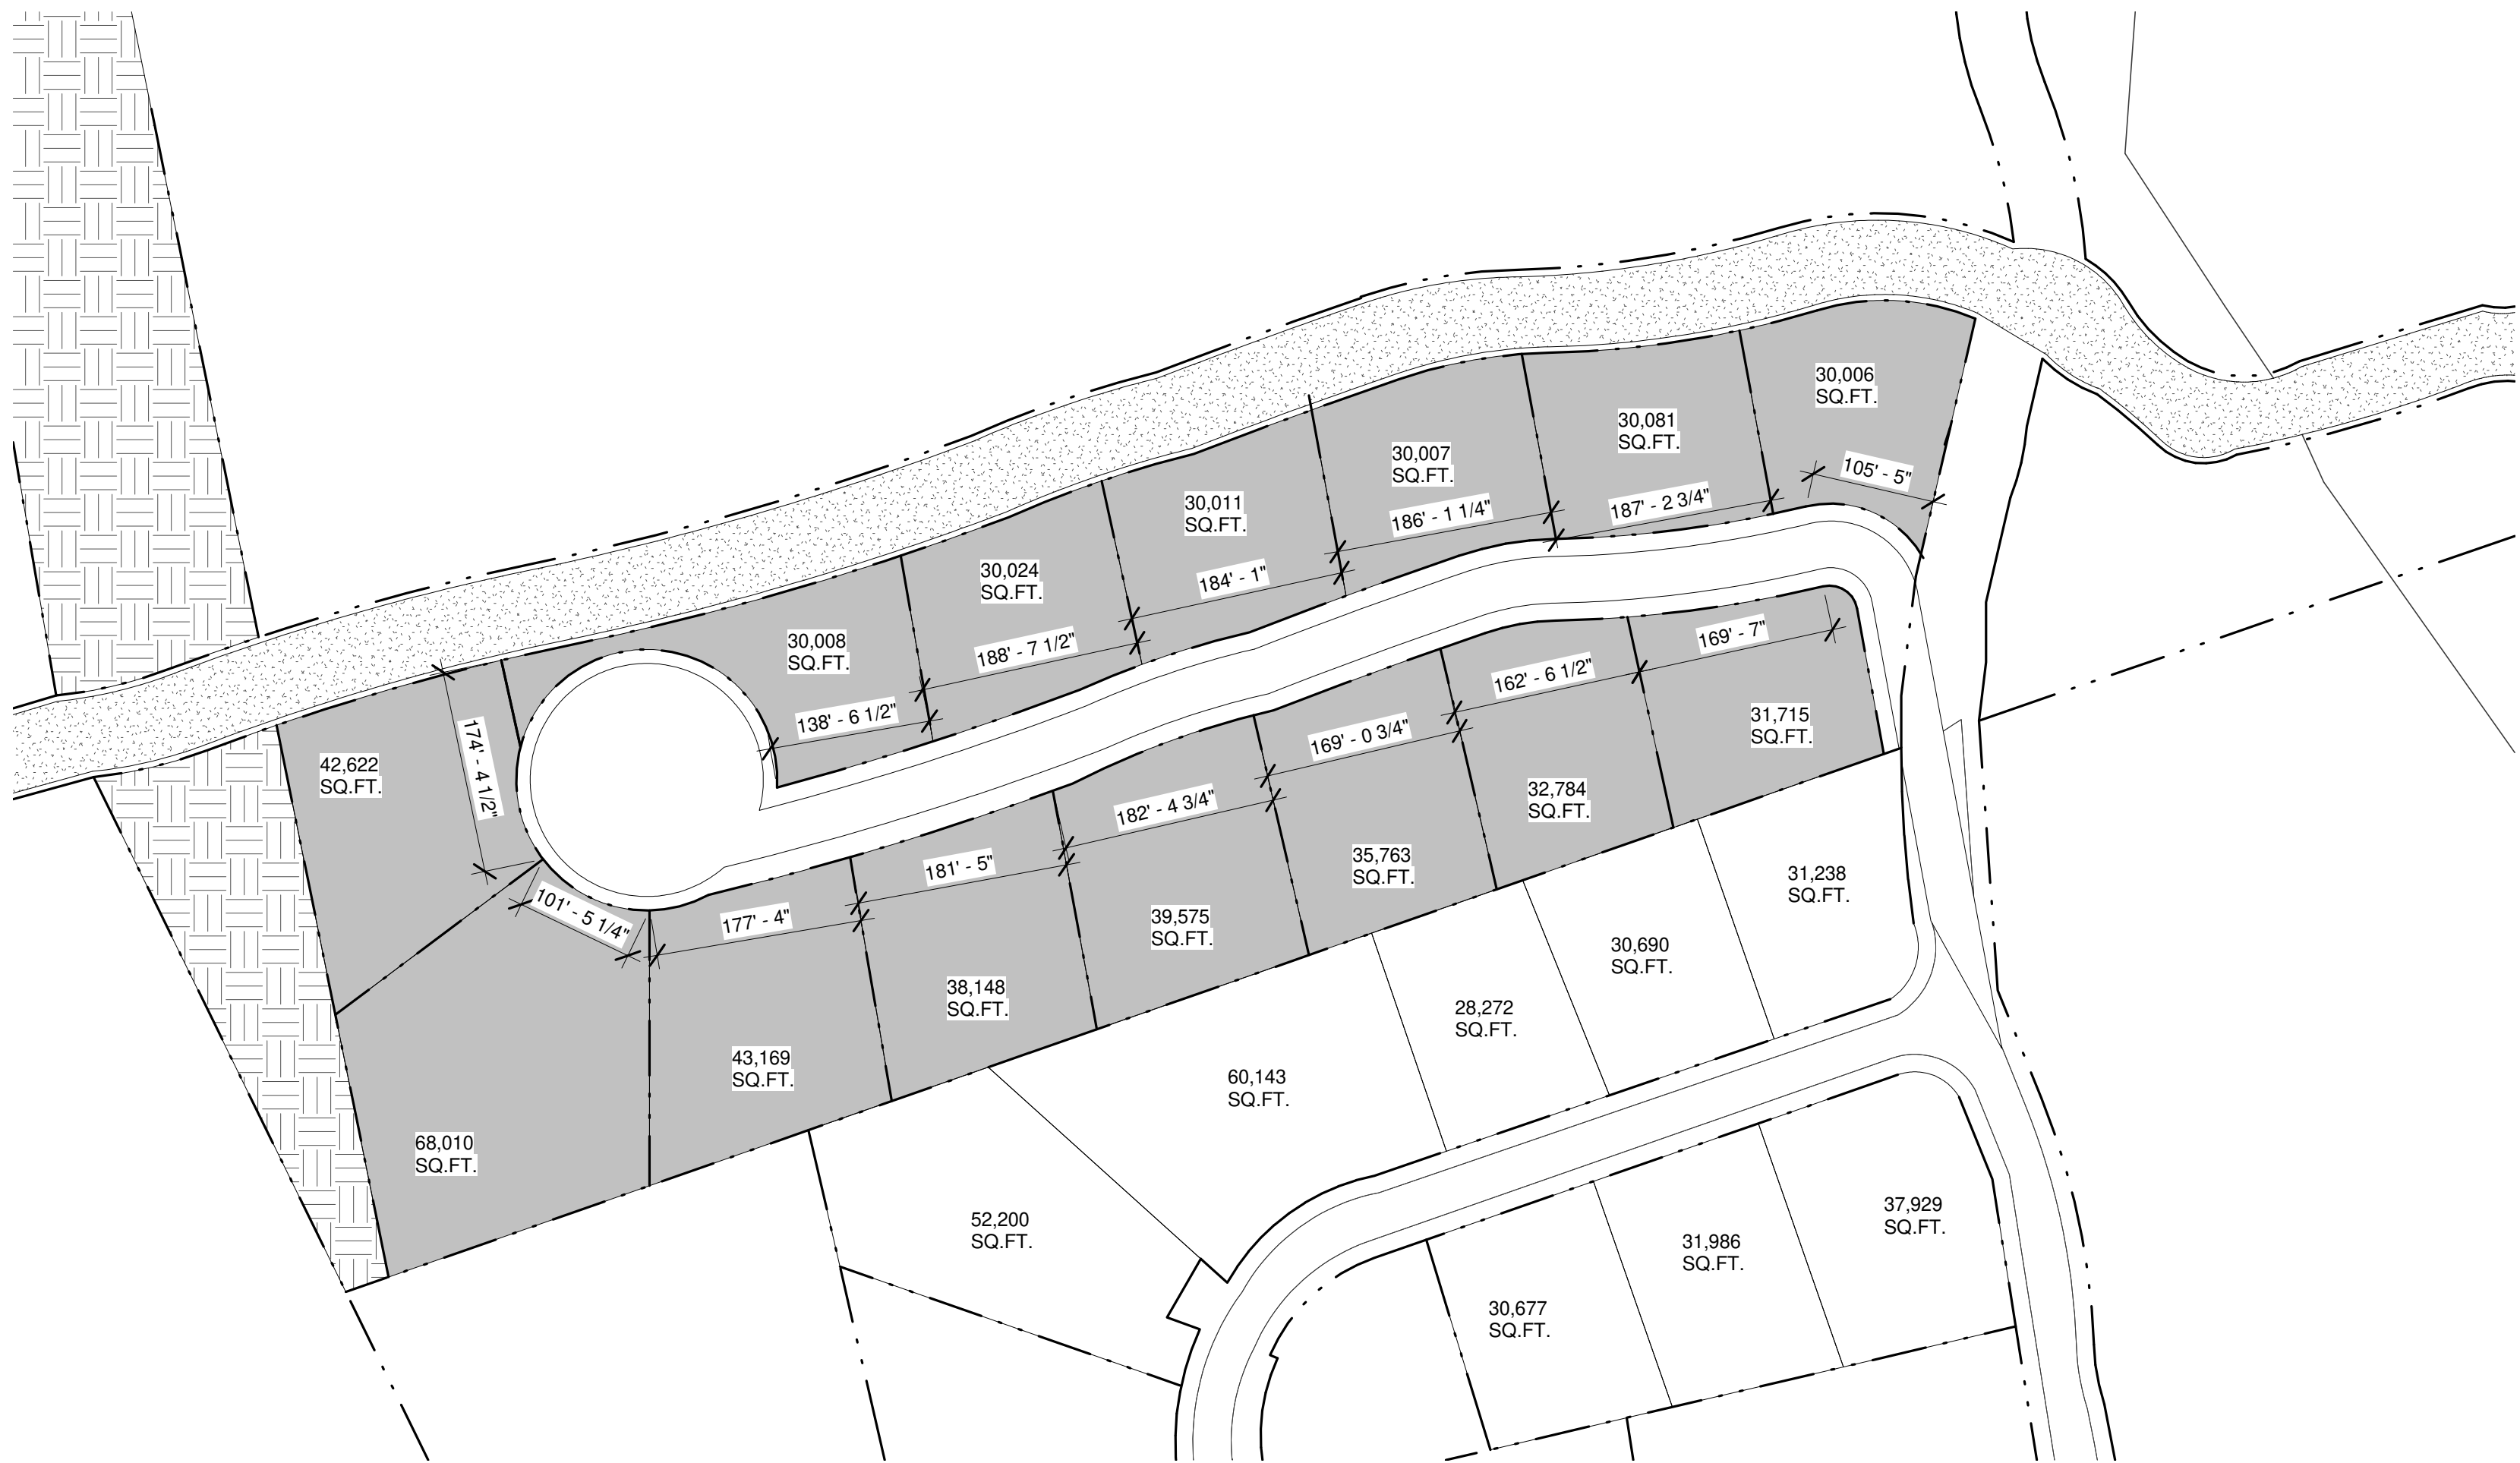 30,006
SQ.FT.
30,081
SQ.FT.
30,007
SQ.FT.
105' - 5"
30,011
SQ.FT.
187' - 2 3/4"
186' - 1 1/4"
30,024
SQ.FT.
184' - 1"
30,008
SQ.FT.
188' - 7 1/2"
169' - 7"
162' - 6 1/2"
138' - 6 1/2"
31,715
SQ.FT.
169' - 0 3/4"
42,622
SQ.FT.
174' - 4 1/2"
32,784
SQ.FT.
182' - 4 3/4"
35,763
SQ.FT.
181' - 5"
31,238
SQ.FT.
101' - 5 1/4"
177' - 4"
39,575
SQ.FT.
30,690
SQ.FT.
38,148
SQ.FT.
28,272
SQ.FT.
43,169
SQ.FT.
60,143
SQ.FT.
68,010
SQ.FT.
52,200
SQ.FT.
37,929
SQ.FT.
31,986
SQ.FT.
30,677
SQ.FT.